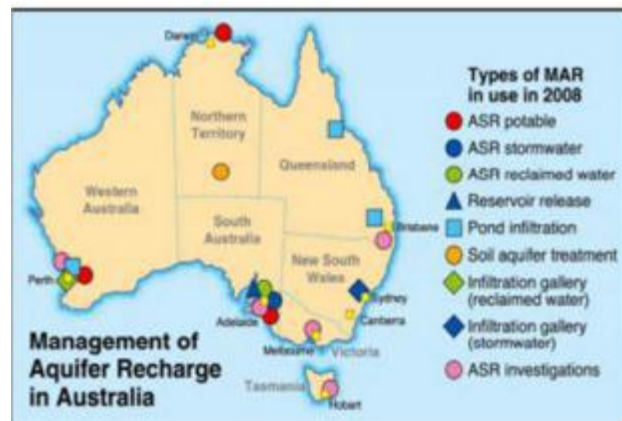 Darwin
Northern
Territory
Queensland
Western
Australia
South
Australia
Brisbane
New South
Wales
Perth
Sydney
Adelaide
Canberra
Melbourne
Victoria
Tasmania
Hobart
Management of
Aquifer Recharge
in Australia
Types of MAR
in use in 2008
ASR potable
ASR stormwater
ASR reclaimed water
Reservoir release
Pond infiltration
Soil aquifer treatment
Infiltration gallery
(reclaimed water)
Infiltration gallery
(stormwater)
ASR investigations